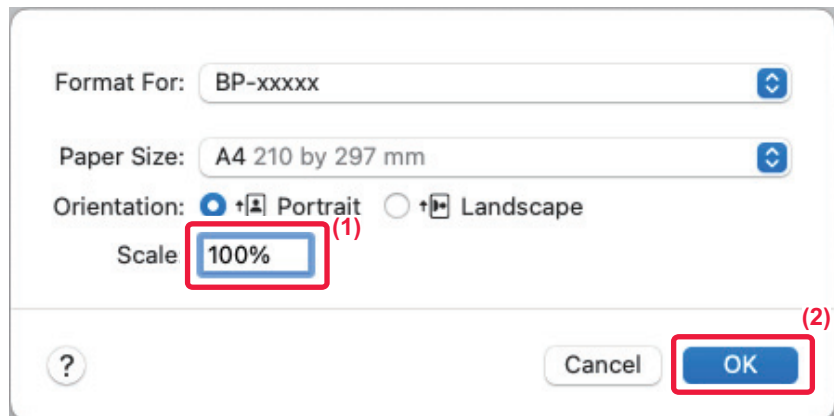 Format For: BP-xxxxx
Paper Size: A4 210 by 297 mm
Orientation: Portrait Landscape
(1)
Scale 100%
(2)
? Cancel OK